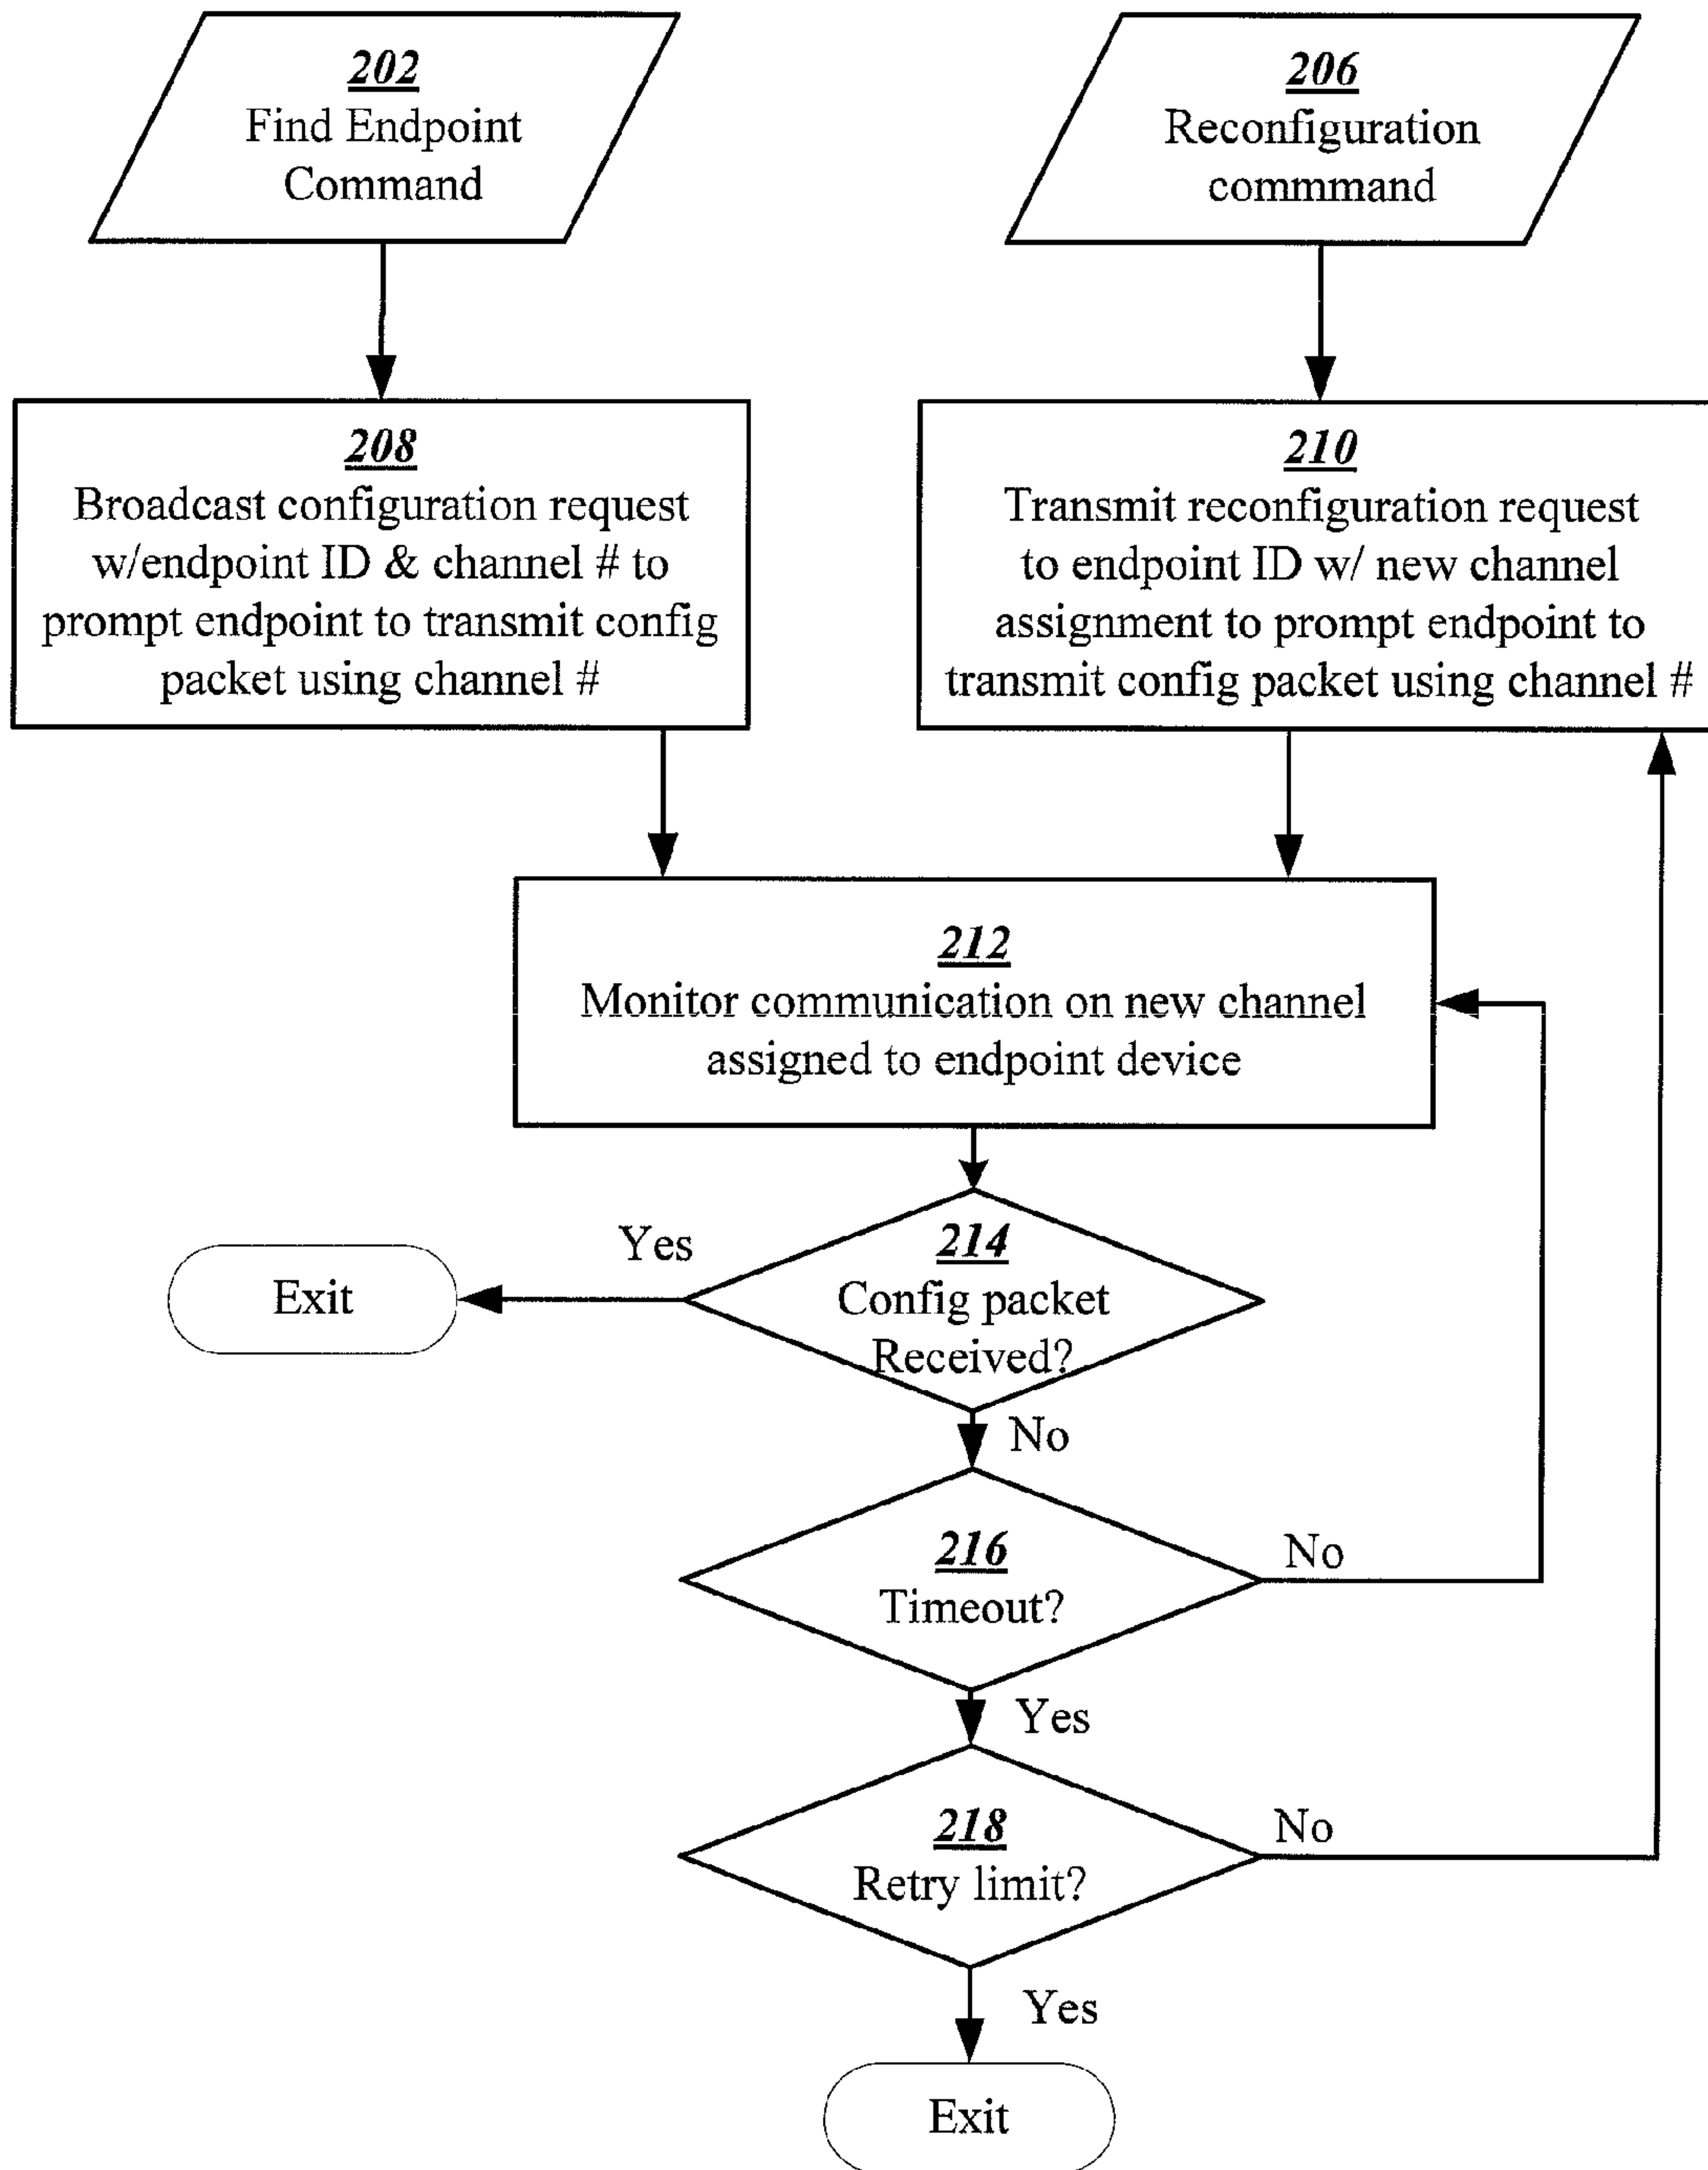 202
Find Endpoint
Command
206
Reconfiguration
commmand
208
Broadcast configuration request
w/endpoint ID & channel # to
prompt endpoint to transmit config
packet using channel #
210
Transmit reconfiguration request
to endpoint ID w/ new channel
assignment to prompt endpoint to
transmit config packet using channel #
212
Monitor communication on new channel
assigned to endpoint device
Yes
214
Config packet
Received?
Exit
No
216
Timeout?
No
Yes
218
Retry limit?
No
Yes
Exit